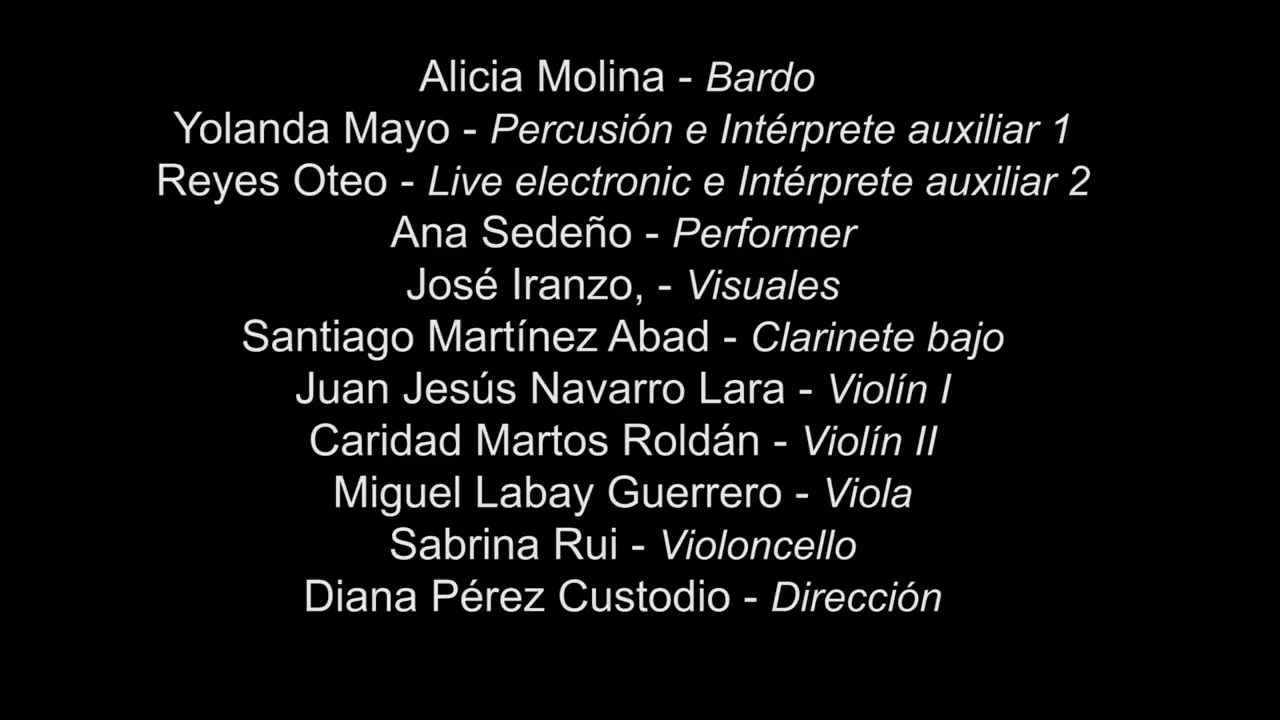 Alicia Molina - Bardo
Yolanda Mayo - Percusión e Intérprete auxiliar 1
Reyes Oteo - Live electronic e Intérprete auxiliar 2
Ana Sedeño - Performer
José Iranzo, - Visuales
Santiago Martínez Abad - Clarinete bajo
Juan Jesús Navarro Lara - Violín I
Caridad Martos Roldán - Violín II
Miguel Labay Guerrero - Viola
Sabrina Rui - Violoncello
Diana Pérez Custodio - Dirección